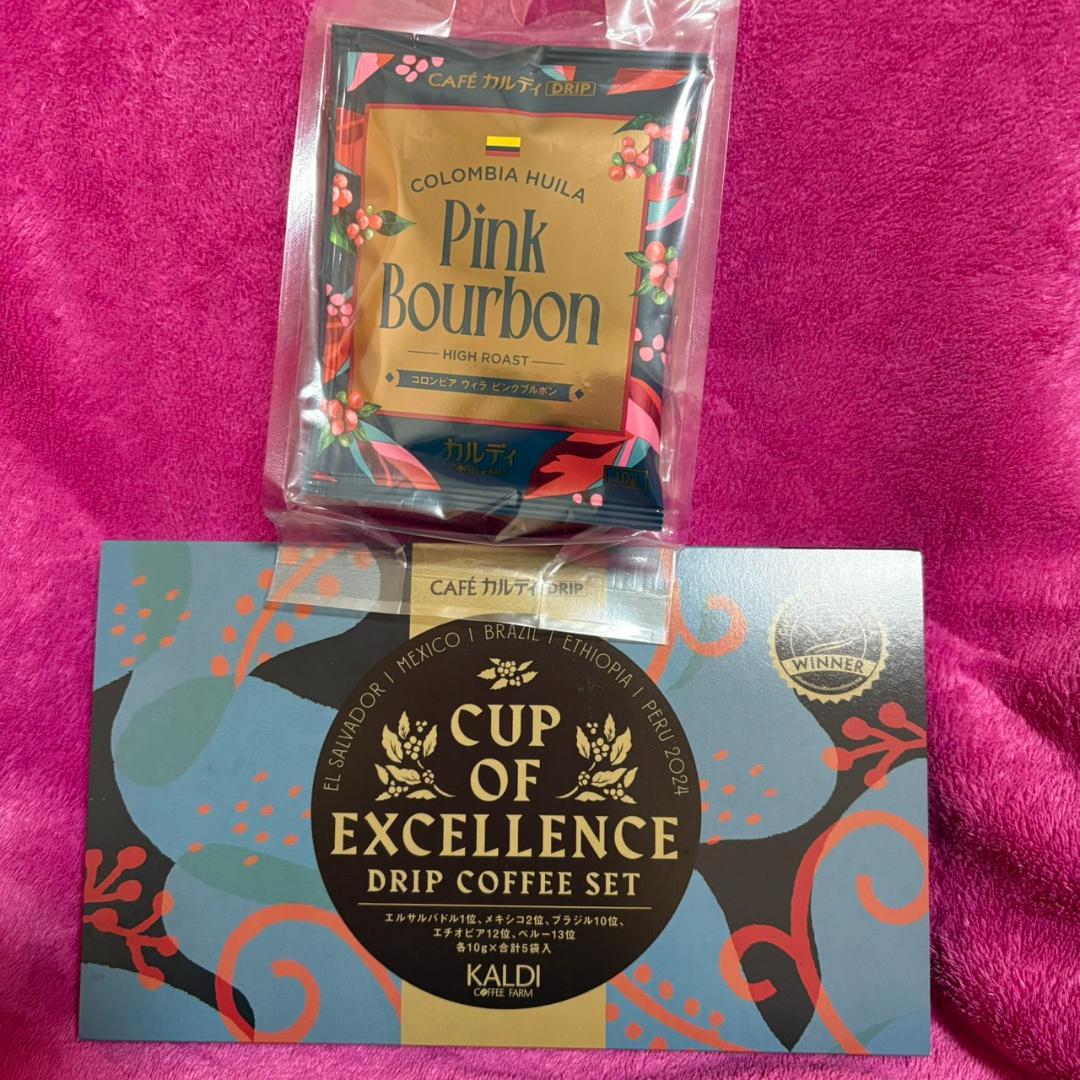 CAFÉ カルディ DRIP
COLOMBIA HUILA
Pink
Bourbon
HIGH ROAST
コロンビア ウィラ ピンクブルボン
カルディ
COFFEE FARM
10g
CAFÉ カルディ DRIP
EL SALVADOR | MEXICO | BRAZIL | ETHIOPIA | PERU 2024
WINNER
CUP
OF
EXCELLENCE
DRIP COFFEE SET
エルサルバドル1位、メキシコ2位、ブラジル10位、
エチオピア12位、ペルー13位
各10g×合計5袋入
KALDI
COFFEE FARM